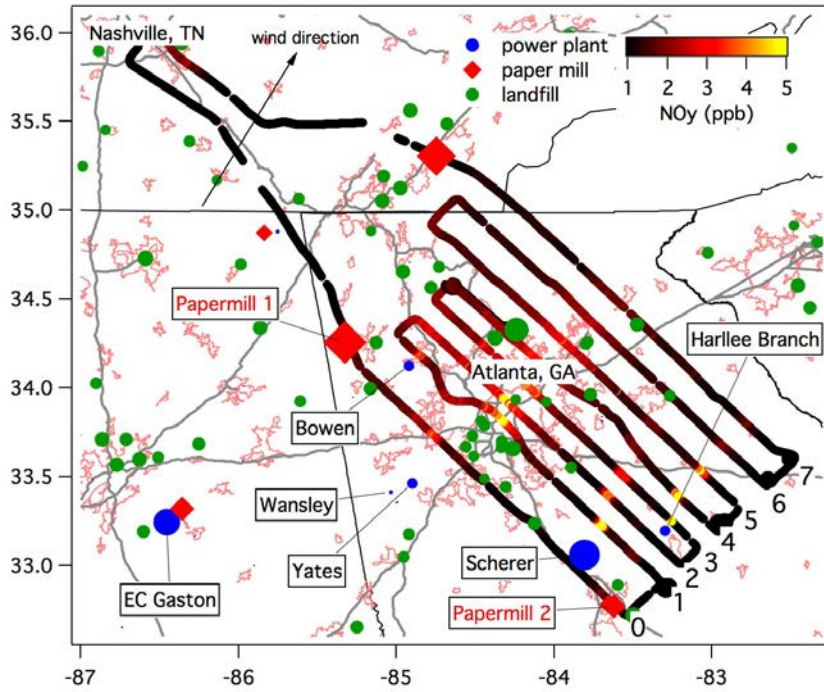 36.0
35.5
35.0
34.5
34.0
33.5
33.0
Nashville, TN
wind direction
power plant
paper mill
landfill
1 2 3 4 5
NOy (ppb)
Papermill 1
Harllee Branch
Atlanta, GA
Bowen
Wansley
Yates
Scherer
EC Gaston
Papermill 2
0
1
2
3
4
5
6
7
-87 -86 -85 -84 -83